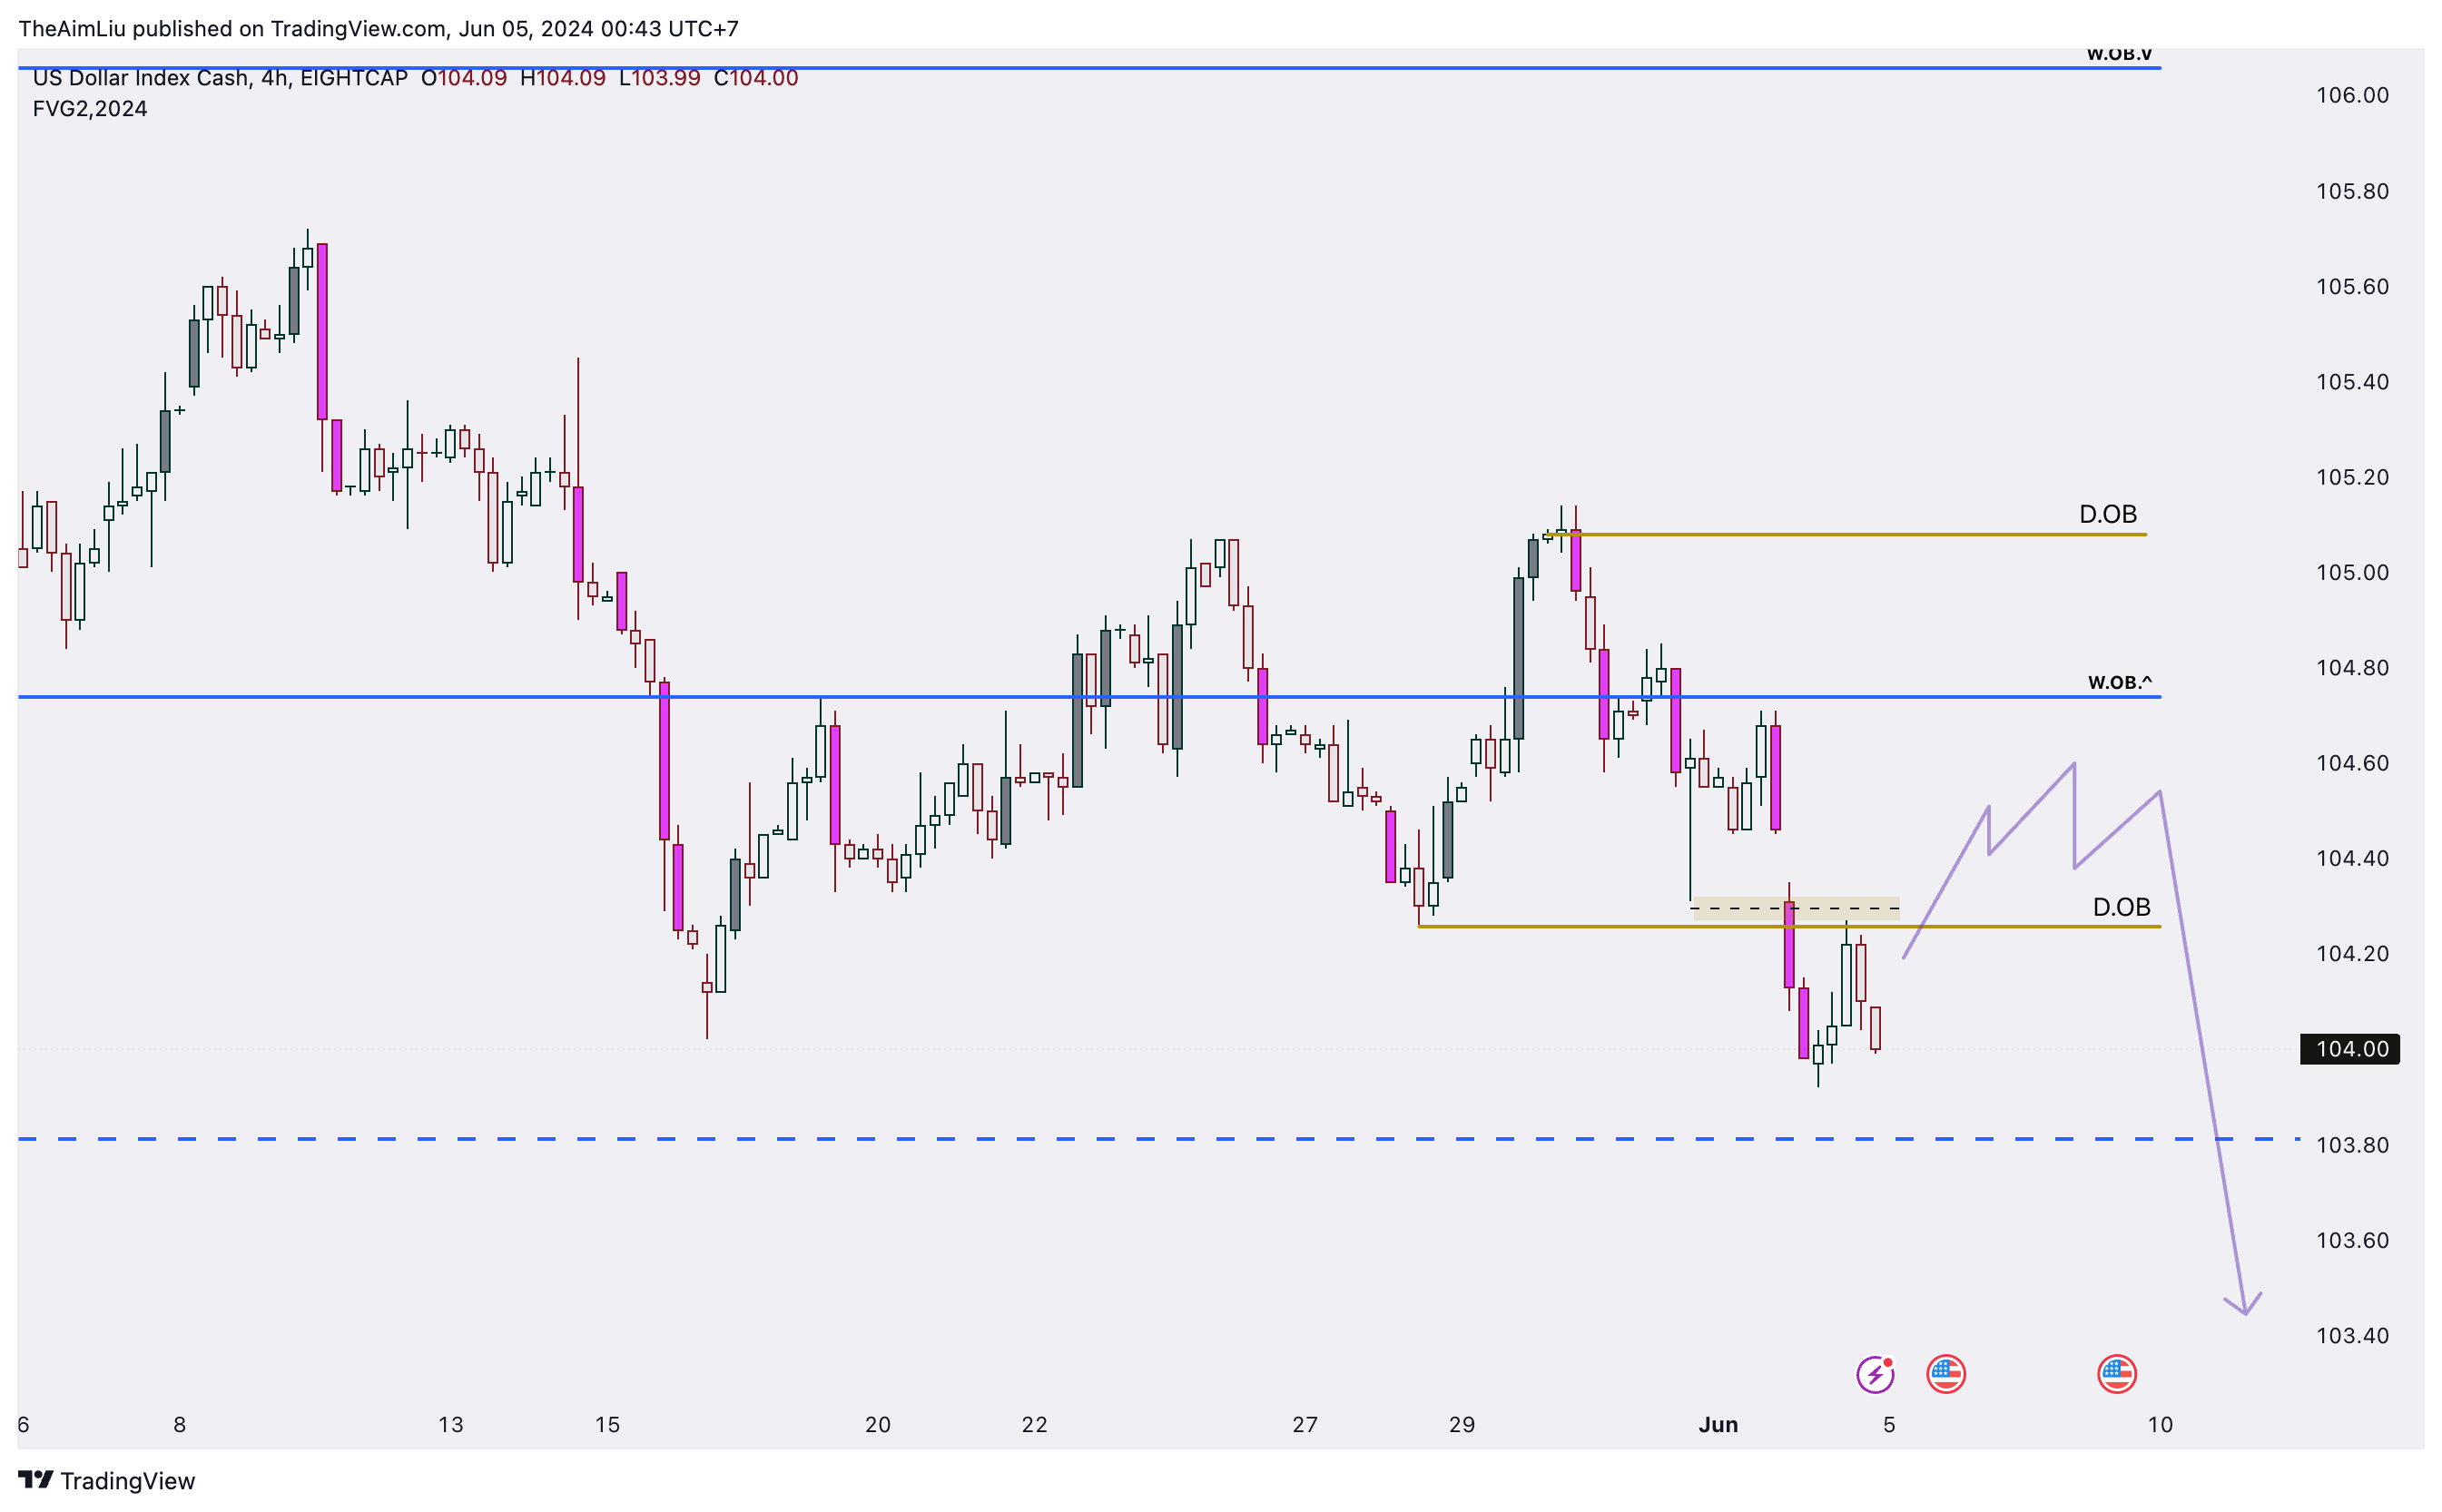 TheAimLiu published on TradingView.com, Jun 05, 2024 00:43 UTC+7
W.OB.V
US Dollar Index Cash, 4h, EIGHTCAP O104.09 H104.09 L103.99 C104.00
FVG2,2024
106.00
105.80
105.60
105.40
105.20
D.OB
105.00
104.80
W.OB.^
104.60
104.40
D.OB
104.20
104.00
103.80
103.60
103.40
6 8 13 15 20 22 27 29 Jun 5 10
TradingView